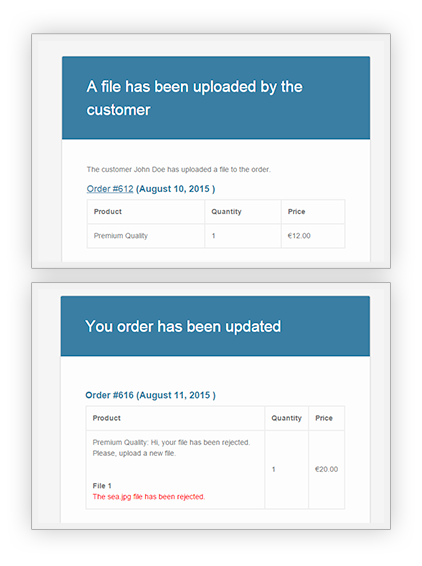 A file has been uploaded by the
customer
The customer John Doe has uploaded a file to the order.
Order #612 (August 10, 2015 )
Product Quantity Price
Premium Quality 1 €12.00
You order has been updated
Order #616 (August 11, 2015 )
Product Quantity Price
Premium Quality: Hi, your file has been rejected.
Please, upload a new file.
1 €20.00
File 1
The sea.jpg file has been rejected.